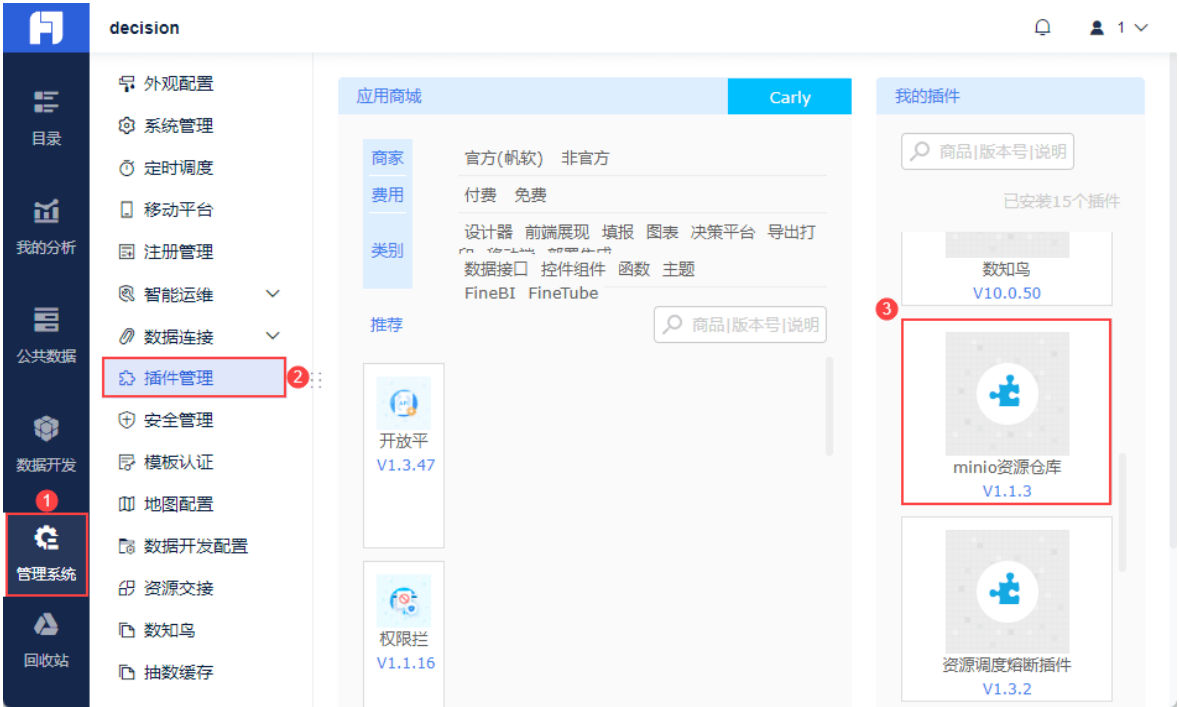 decision
1
目录
我的分析
公共数据
数据开发
1
管理系统
回收站
外观配置
系统管理
定时调度
移动平台
注册管理
智能运维
数据连接
插件管理
2
安全管理
模板认证
地图配置
数据开发配置
资源交接
数知鸟
抽数缓存
应用商城
Carly
商家
官方(帆软) 非官方
费用
付费 免费
类别
设计器 前端展现 填报 图表 决策平台 导出打
数据接口 控件组件 函数 主题
FineBI FineTube
推荐
商品|版本号|说明
API
开放平
V1.3.47
权限拦
V1.1.16
我的插件
商品|版本号|说明
已安装15个插件
数知鸟
V10.0.50
3
minio资源仓库
V1.1.3
资源调度熔断插件
V1.3.2